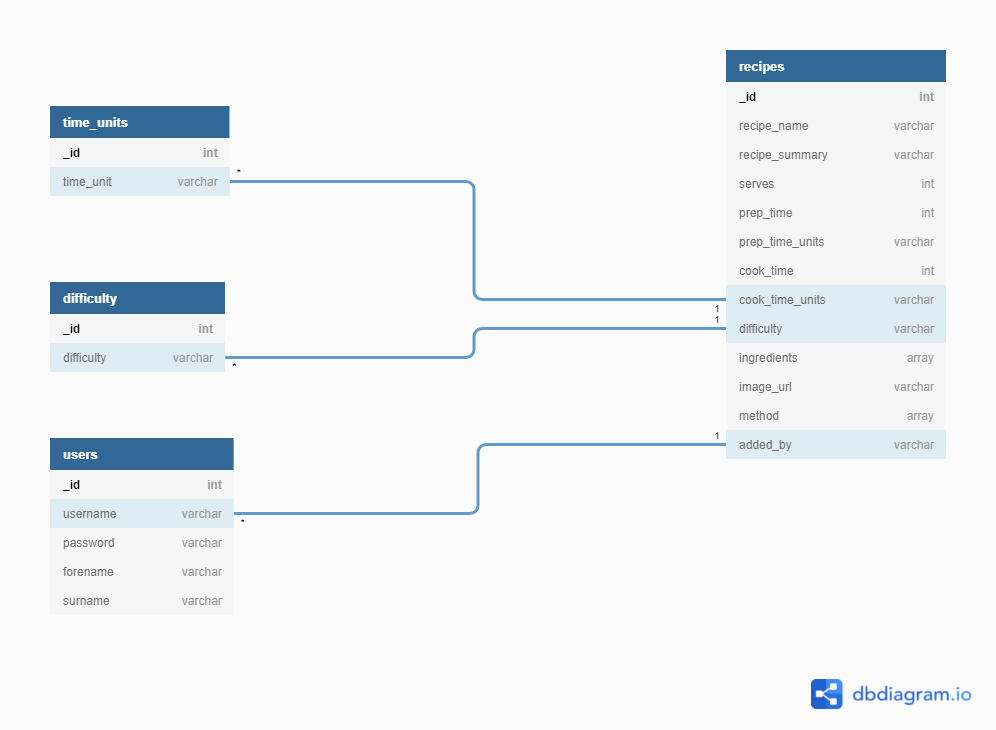 time_units
_id int
time_unit varchar
*
difficulty
_id int
difficulty varchar
*
users
_id int
username varchar
*
password varchar
forename varchar
surname varchar
recipes
_id int
recipe_name varchar
recipe_summary varchar
serves int
prep_time int
prep_time_units varchar
cook_time int
cook_time_units varchar
1
1
difficulty varchar
ingredients array
image_url varchar
method array
1
added_by varchar
dbdiagram.io